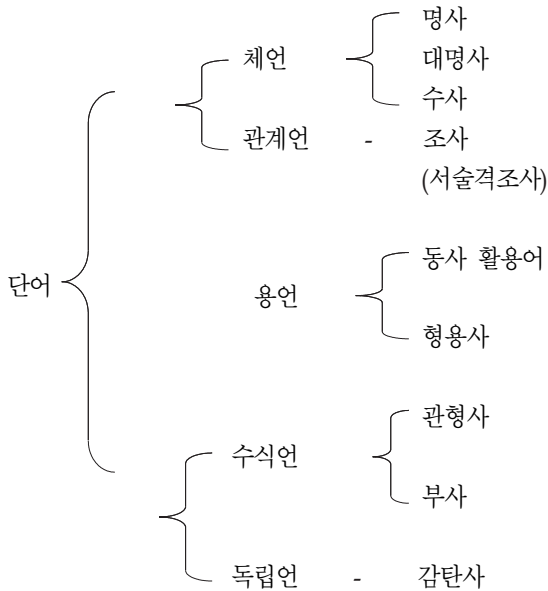 명사
체언 대명사
수사
관계언 - 조사
(서술격조사)
동사 활용어
단어
용언
형용사
관형사
수식언
부사
독립언 - 감탄사